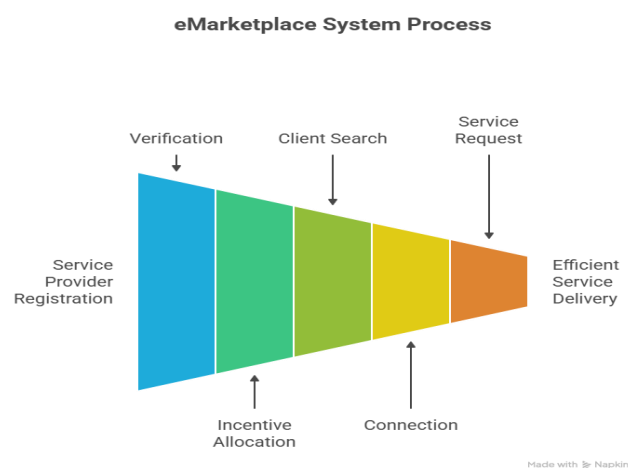 eMarketplace System Process
Verification
Client Search
Service
Request
Service
Provider
Registration
Efficient
Service
Delivery
Incentive
Allocation
Connection
Made with Napkin